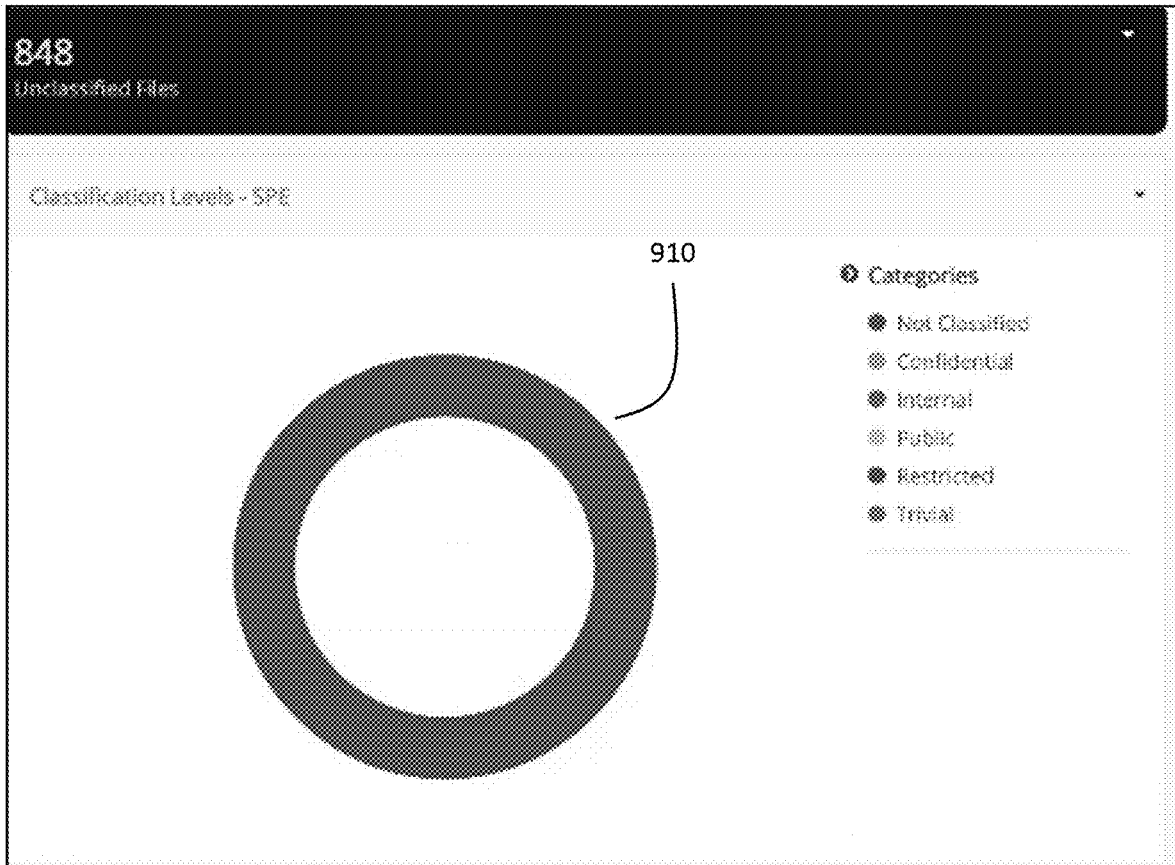 848
Unclassified Files
Classification Levels - SPE
910
Categories
Not Classified
Confidential
Internal
Public
Restricted
Trivial